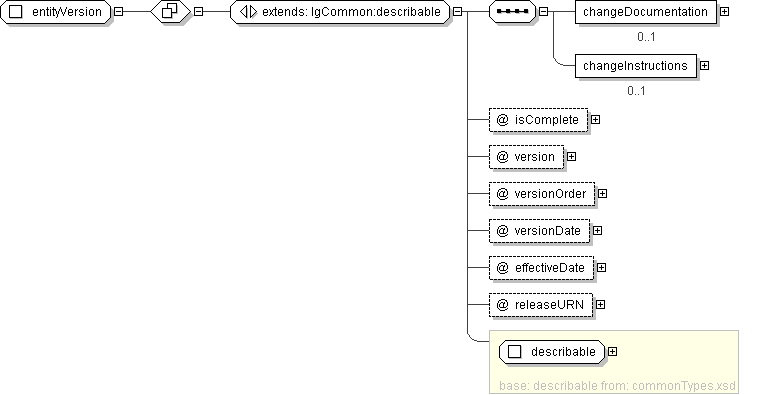 entityVersion
extends: lgCommon:describable
changeDocumentation
0..1
changeInstructions
0..1
@ isComplete
@ version
@ versionOrder
@ versionDate
@ effectiveDate
@ releaseURN
describable
base: describable from: commonTypes.xsd